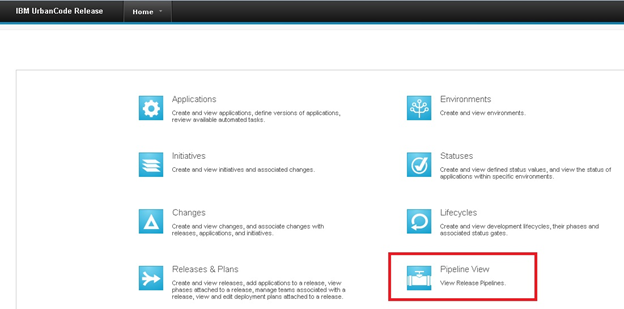 IBM UrbanCode Release
Home
Applications
Create and view applications, define versions of applications,
review available automated tasks.
Environments
Create and view environments.
Initiatives
Create and view initiatives and associated changes.
Statuses
Create and view defined status values, and view the status of
applications within specific environments.
Changes
Create and view changes, and associate changes with
releases, applications, and initiatives.
Lifecycles
Create and view development lifecycles, their phases and
associated status gates.
Releases & Plans
Create and view releases, add applications to a release, view
phases attached to a release, manage teams associated with a
release, view and edit deployment plans attached to a release.
Pipeline View
View Release Pipelines.